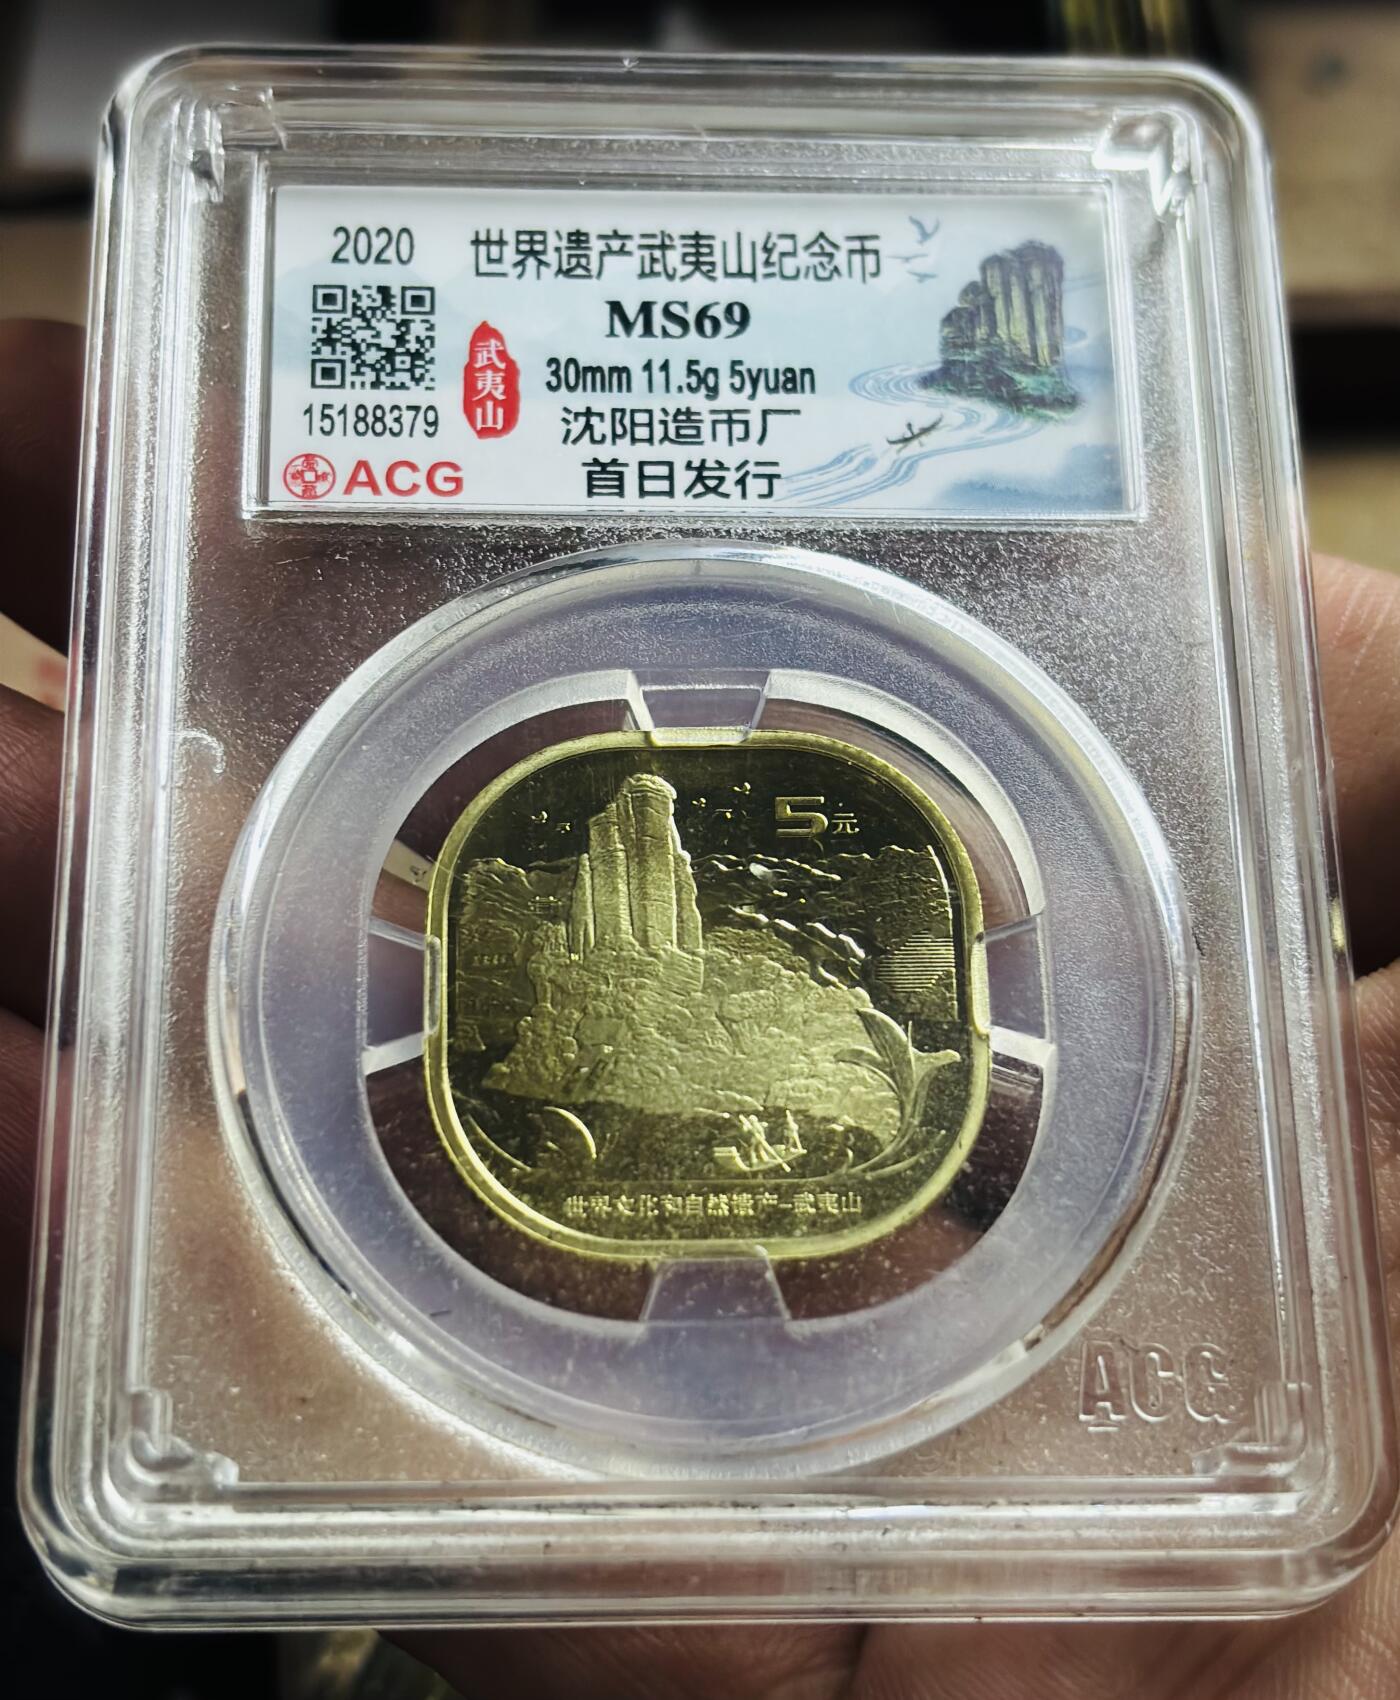 2020
世界遗产武夷山纪念币
MS69
武夷山
30mm 11.5g 5yuan
15188379
沈阳造币厂
ACG
首日发行
5元
世界文化和自然遗产-武夷山
ACG